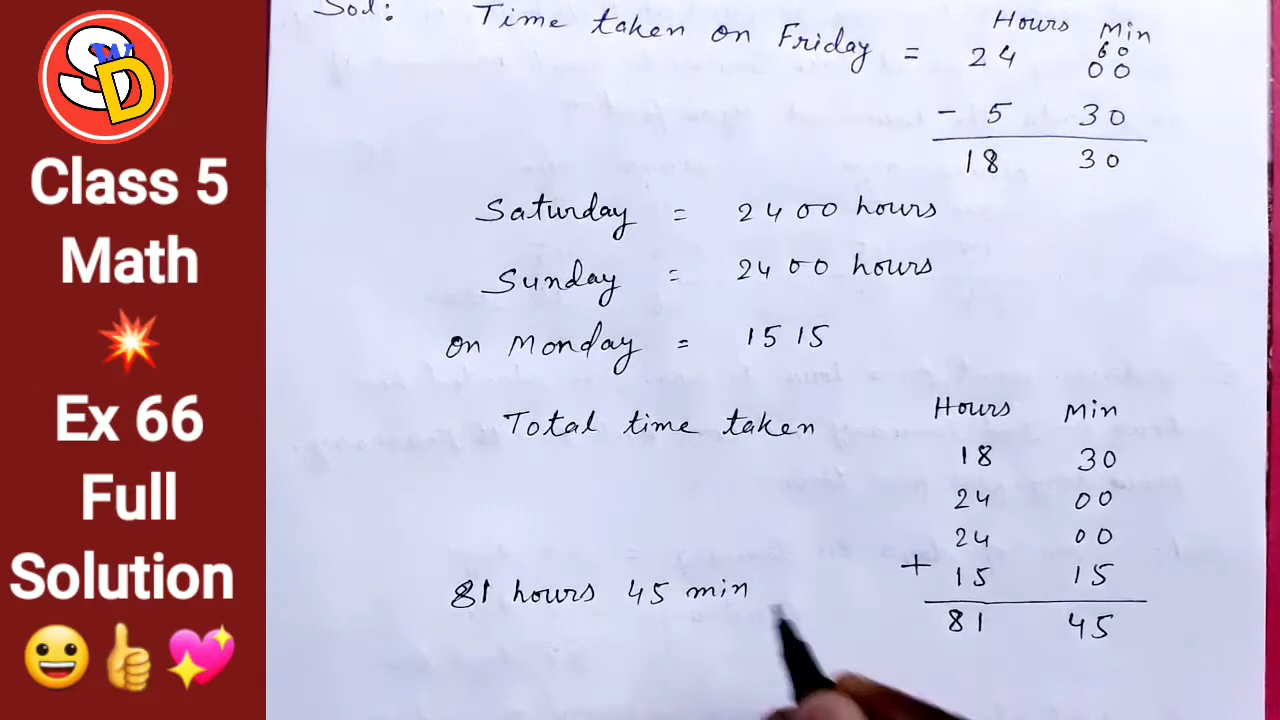 SWD
Class 5
Math
Ex 66
Full
Solution
Sol:
Time taken on Friday =
Hours Min
60
24 00
- 5 30
18 30
Saturday = 2400 hours
Sunday = 2400 hours
on Monday = 1515
Total time taken
Hours Min
18 30
24 00
24 00
+ 15 15
81 45
81 hours 45 min